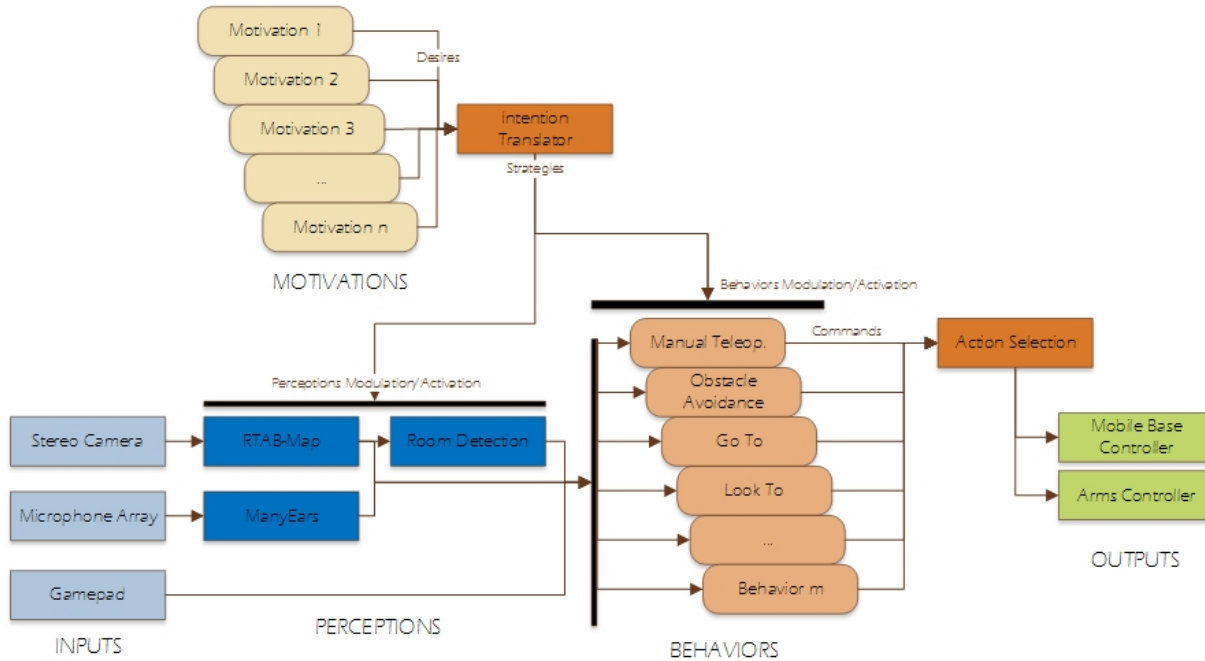 Motivation 1
Desires
Motivation 2
Motivation 3
...
Motivation n
MOTIVATIONS
Intention
Translator
Strategies
Behaviors Modulation/Activation
Perceptions Modulation/Activation
Stereo Camera
RTAB-Map
Room Detection
Microphone Array
ManyEars
Gamepad
INPUTS
PERCEPTIONS
Manual Teleop.
Commands
Obstacle
Avoidance
Go To
Look To
...
Behavior m
BEHAVIORS
Action Selection
Mobile Base
Controller
Arms Controller
OUTPUTS